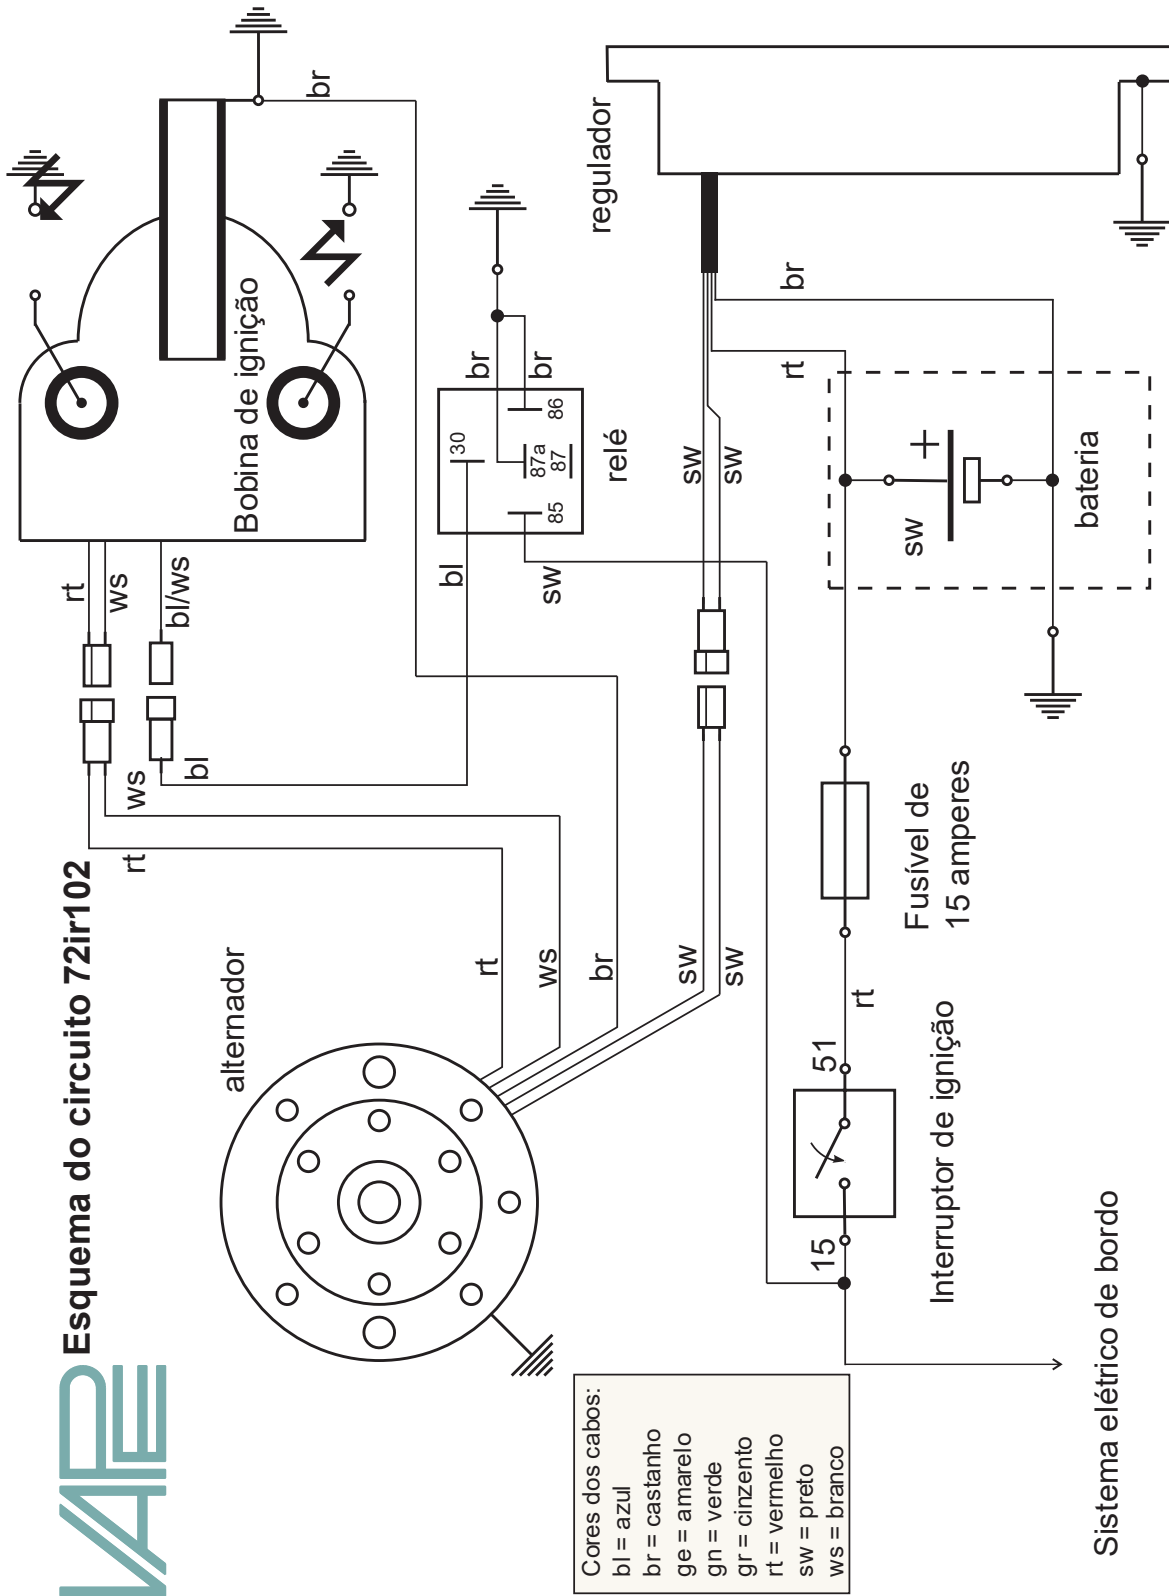 VAPE
Esquema do circuito 72ir102
alternador
rt
ws
br
sw
sw
rt
ws
bl
rt
ws
bl/ws
Bobina de ignição
br
bl
sw
30
85
87a
87
86
br
br
relé
regulador
sw
sw
rt
br
sw
+
bateria
Fusível de
15 amperes
rt
51
15
Interruptor de ignição
Sistema elétrico de bordo
Cores dos cabos:
bl = azul
br = castanho
ge = amarelo
gn = verde
gr = cinzento
rt = vermelho
sw = preto
ws = branco